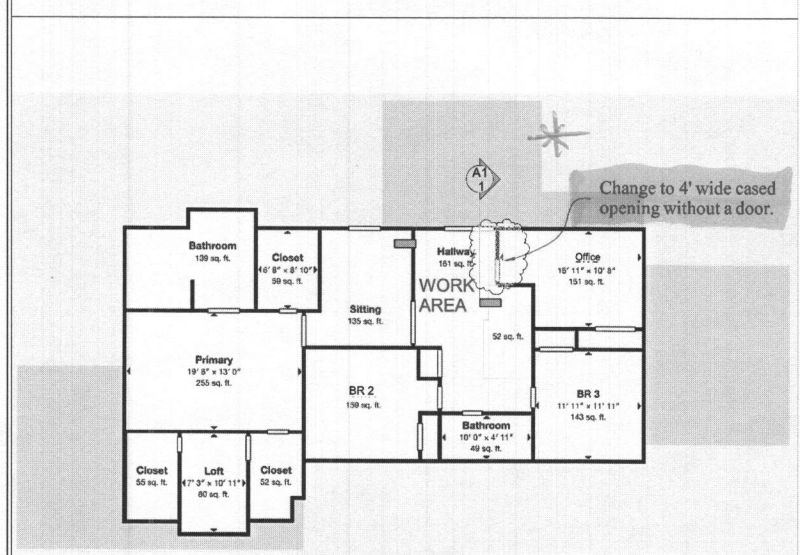 A1
1
Change to 4' wide cased
opening without a door.
Bathroom
139 sq. ft.
Closet
6' 8" × 8' 10"
59 sq. ft.
Hallway
161 sq. ft.
WORK
AREA
Office
15' 11" × 10' 8"
151 sq. ft.
Sitting
135 sq. ft.
52 sq. ft.
Primary
19' 8" × 13' 0"
255 sq. ft.
BR 2
159 sq. ft.
BR 3
11' 11" × 11' 11"
143 sq. ft.
Bathroom
10' 0" × 4' 11"
49 sq. ft.
Closet
55 sq. ft.
Loft
7' 3" × 10' 11"
80 sq. ft.
Closet
52 sq. ft.